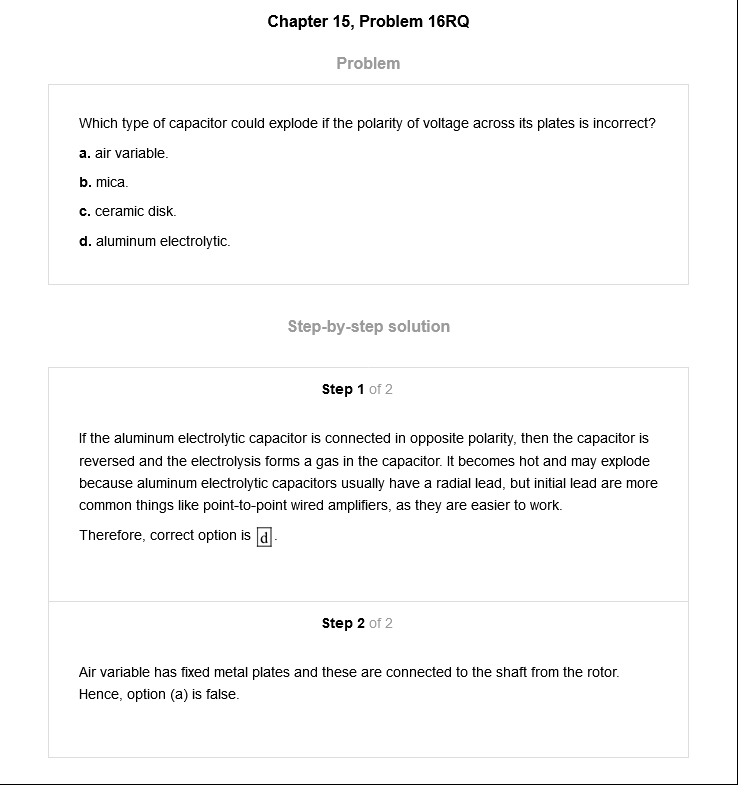 Chapter 15, Problem 16RQ
Problem
Which type of capacitor could explode if the polarity of voltage across its plates is incorrect?
a. air variable.
b. mica.
c. ceramic disk.
d. aluminum electrolytic.
Step-by-step solution
Step 1 of 2
If the aluminum electrolytic capacitor is connected in opposite polarity, then the capacitor is
reversed and the electrolysis forms a gas in the capacitor. It becomes hot and may explode
because aluminum electrolytic capacitors usually have a radial lead, but initial lead are more
common things like point-to-point wired amplifiers, as they are easier to work.
Therefore, correct option is d.
Step 2 of 2
Air variable has fixed metal plates and these are connected to the shaft from the rotor.
Hence, option (a) is false.